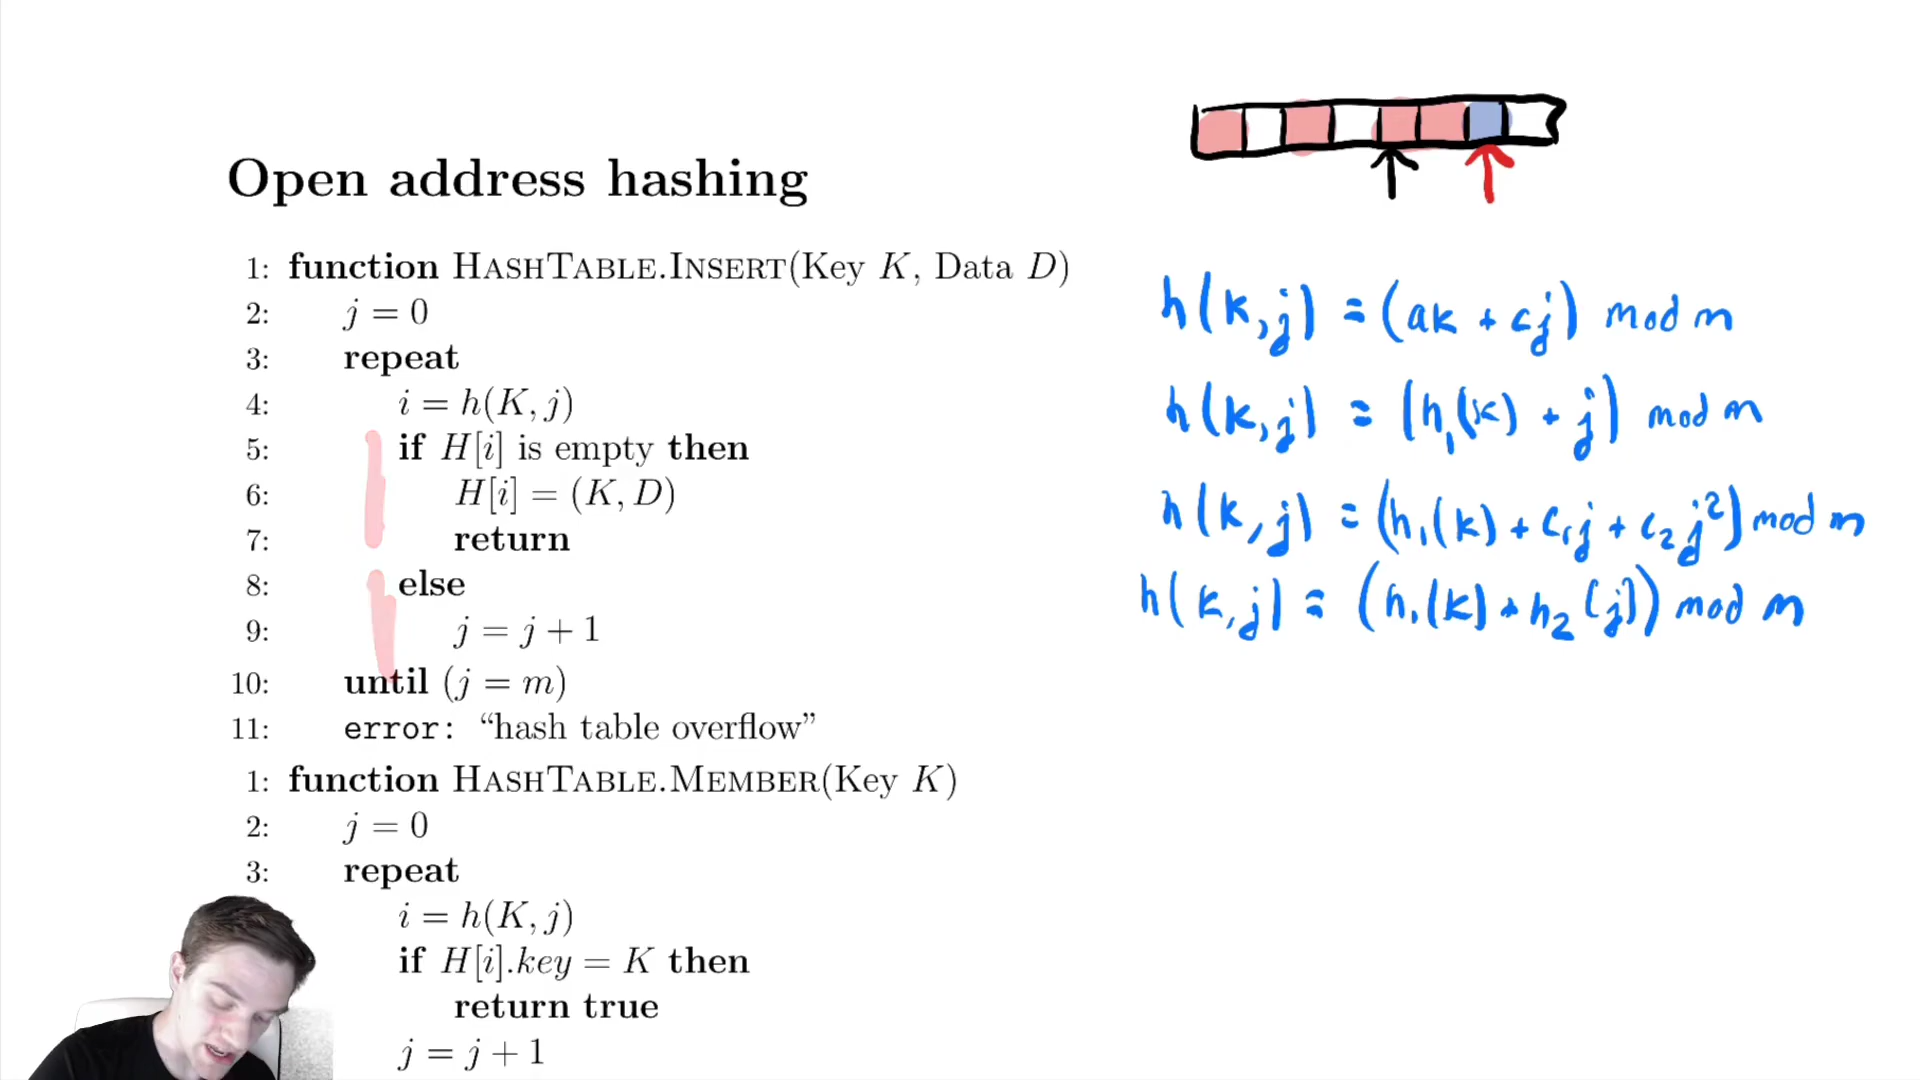 Open address hashing
1: function HASHTABLE.INSERT(Key K, Data D)
2: j = 0
3: repeat
4: i = h(K, j)
5: if H[i] is empty then
6: H[i] = (K, D)
7: return
8: else
9: j = j + 1
10: until (j = m)
11: error: “hash table overflow”
1: function HASHTABLE.MEMBER(Key K)
2: j = 0
3: repeat
i = h(K, j)
if H[i].key = K then
return true
j = j + 1
h(k,j) = (ak + cj) mod m
h(k,j) = (h₁(k) + j) mod m
h(k,j) = (h₁(k) + c₁j + c₂j²) mod m
h(k,j) = (h₁(k) + h₂(j)) mod m